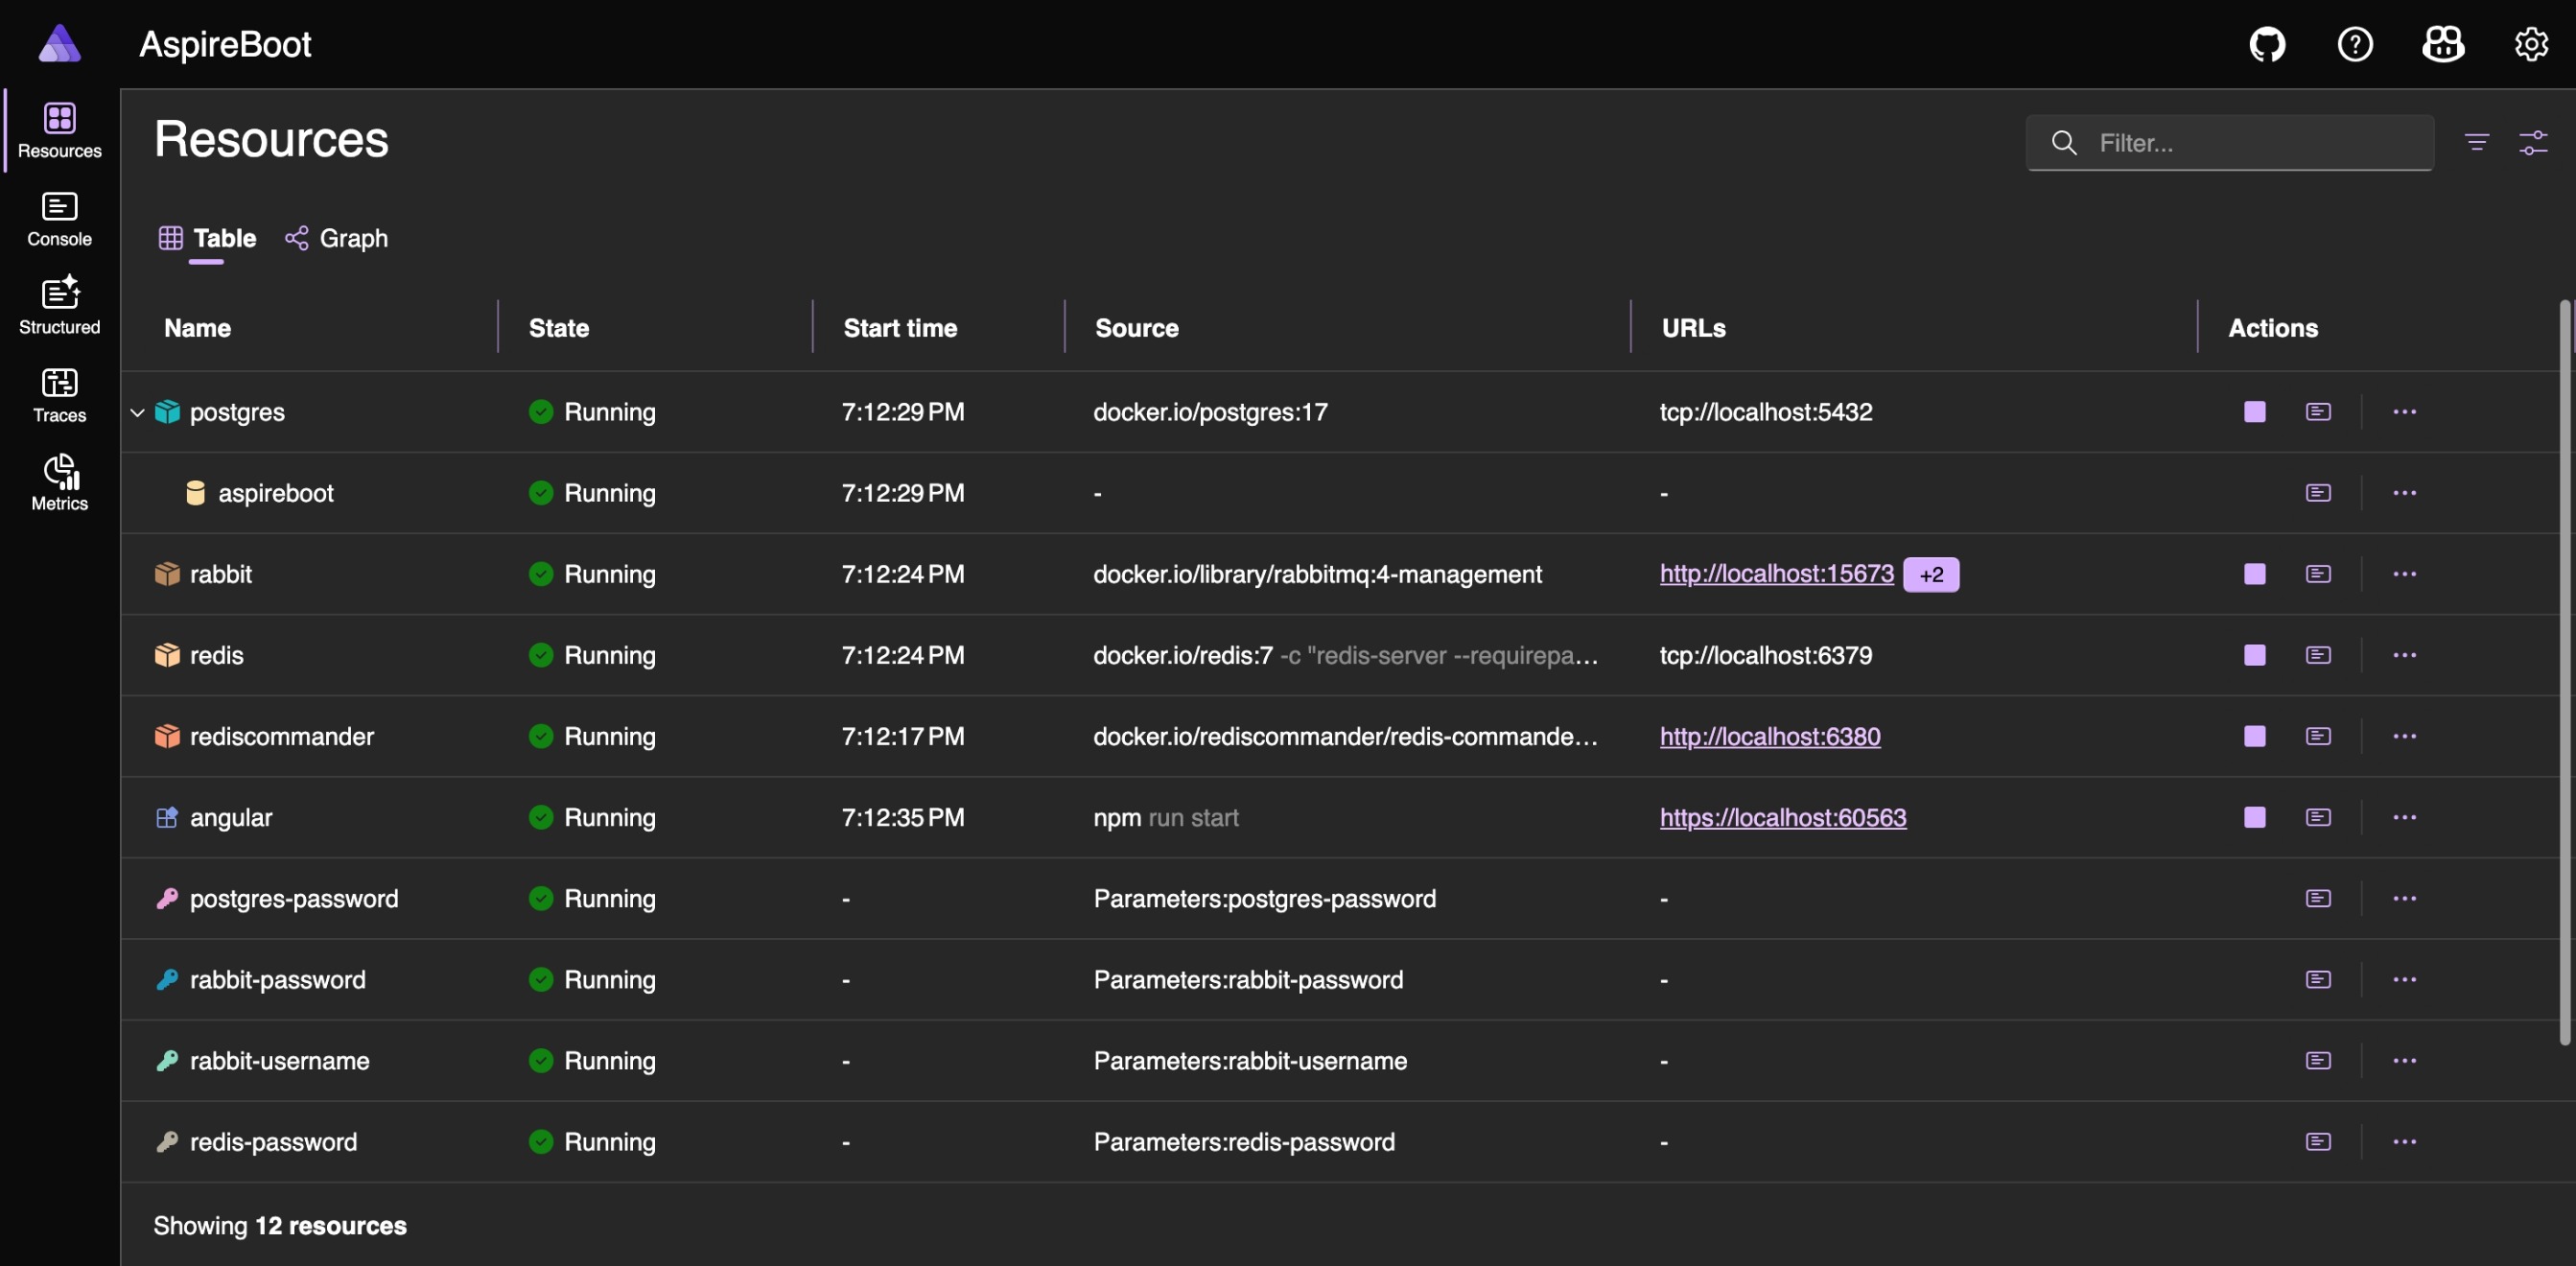 AspireBoot
Resources
Console
Structured
Traces
Metrics
Resources
Filter...
Table Graph
Name State Start time Source URLs Actions
postgres Running 7:12:29 PM docker.io/postgres:17 tcp://localhost:5432
aspireboot Running 7:12:29 PM - -
rabbit Running 7:12:24 PM docker.io/library/rabbitmq:4-management http://localhost:15673 +2
redis Running 7:12:24 PM docker.io/redis:7 -c "redis-server --requirepa... tcp://localhost:6379
rediscommander Running 7:12:17 PM docker.io/rediscommander/redis-commande... http://localhost:6380
angular Running 7:12:35 PM npm run start https://localhost:60563
postgres-password Running - Parameters:postgres-password -
rabbit-password Running - Parameters:rabbit-password -
rabbit-username Running - Parameters:rabbit-username -
redis-password Running - Parameters:redis-password -
Showing 12 resources